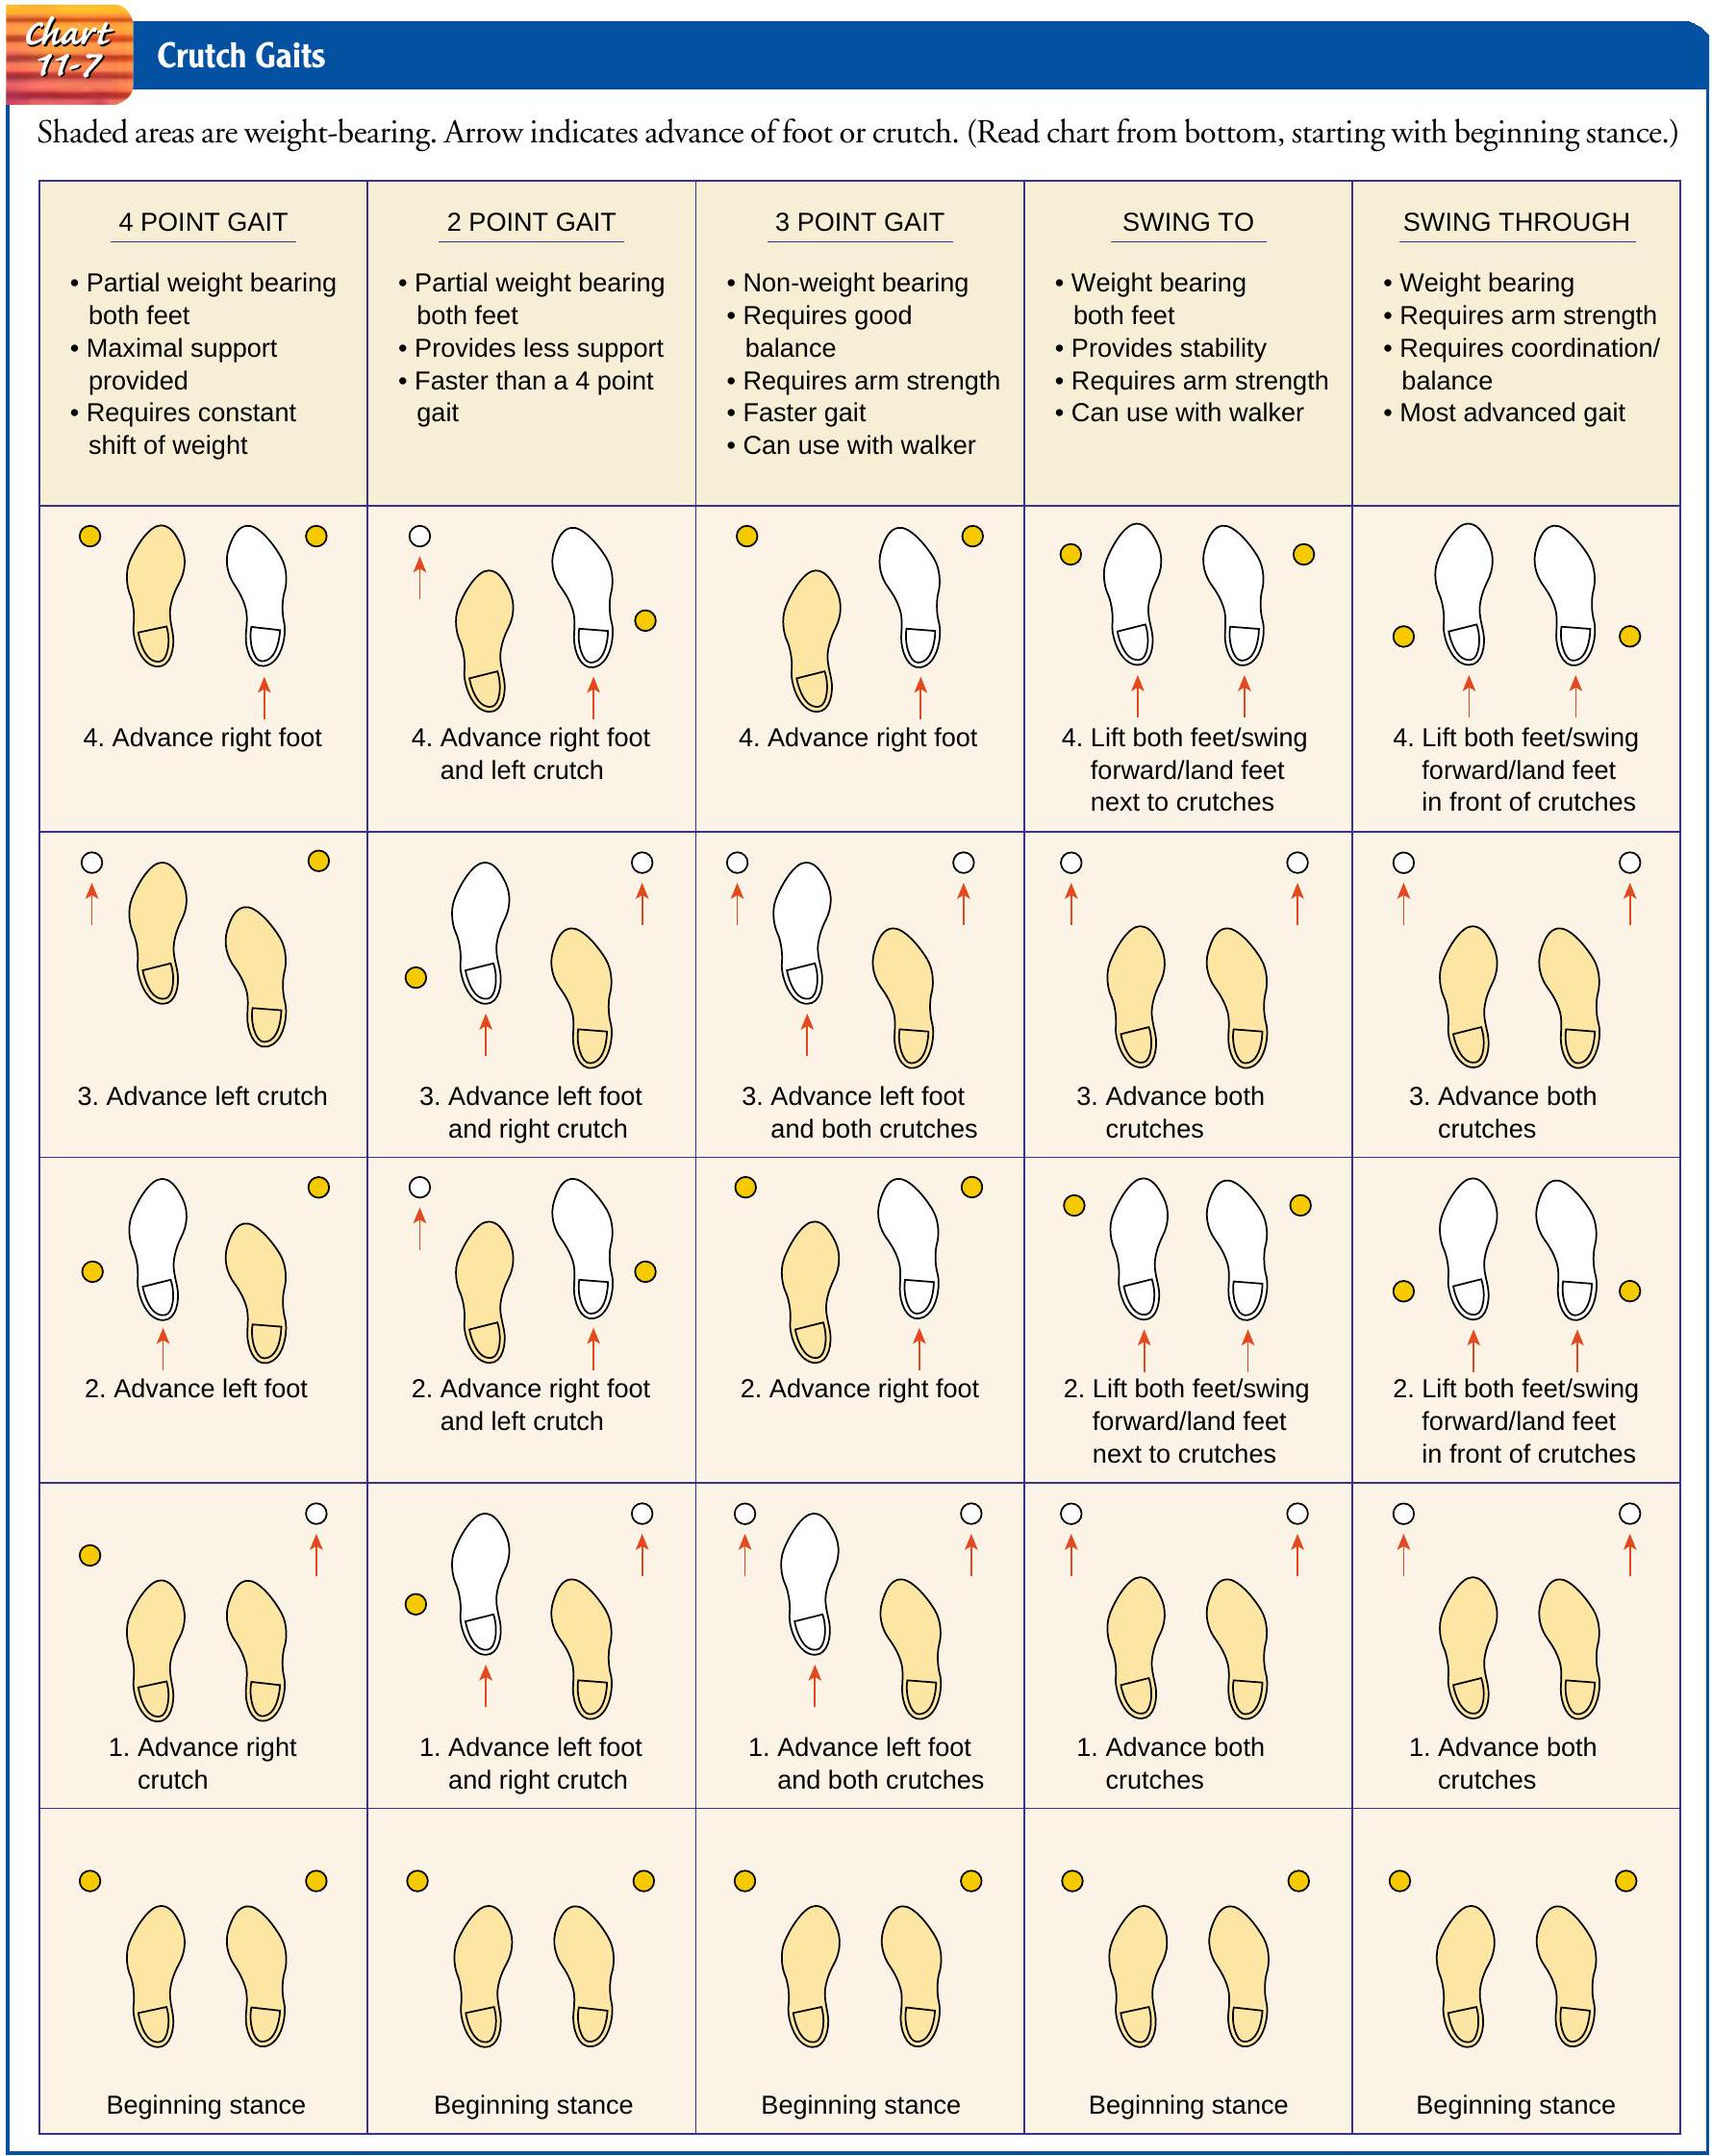 Chart
11-7
Crutch Gaits
Shaded areas are weight-bearing. Arrow indicates advance of foot or crutch. (Read chart from bottom, starting with beginning stance.)
4 POINT GAIT
• Partial weight bearing
both feet
• Maximal support
provided
• Requires constant
shift of weight
2 POINT GAIT
• Partial weight bearing
both feet
• Provides less support
• Faster than a 4 point
gait
3 POINT GAIT
• Non-weight bearing
• Requires good
balance
• Requires arm strength
• Faster gait
• Can use with walker
SWING TO
• Weight bearing
both feet
• Provides stability
• Requires arm strength
• Can use with walker
SWING THROUGH
• Weight bearing
• Requires arm strength
• Requires coordination/
balance
• Most advanced gait
4. Advance right foot
4. Advance right foot
and left crutch
4. Advance right foot
4. Lift both feet/swing
forward/land feet
next to crutches
4. Lift both feet/swing
forward/land feet
in front of crutches
3. Advance left crutch
3. Advance left foot
and right crutch
3. Advance left foot
and both crutches
3. Advance both
crutches
3. Advance both
crutches
2. Advance left foot
2. Advance right foot
and left crutch
2. Advance right foot
2. Lift both feet/swing
forward/land feet
next to crutches
2. Lift both feet/swing
forward/land feet
in front of crutches
1. Advance right
crutch
1. Advance left foot
and right crutch
1. Advance left foot
and both crutches
1. Advance both
crutches
1. Advance both
crutches
Beginning stance
Beginning stance
Beginning stance
Beginning stance
Beginning stance